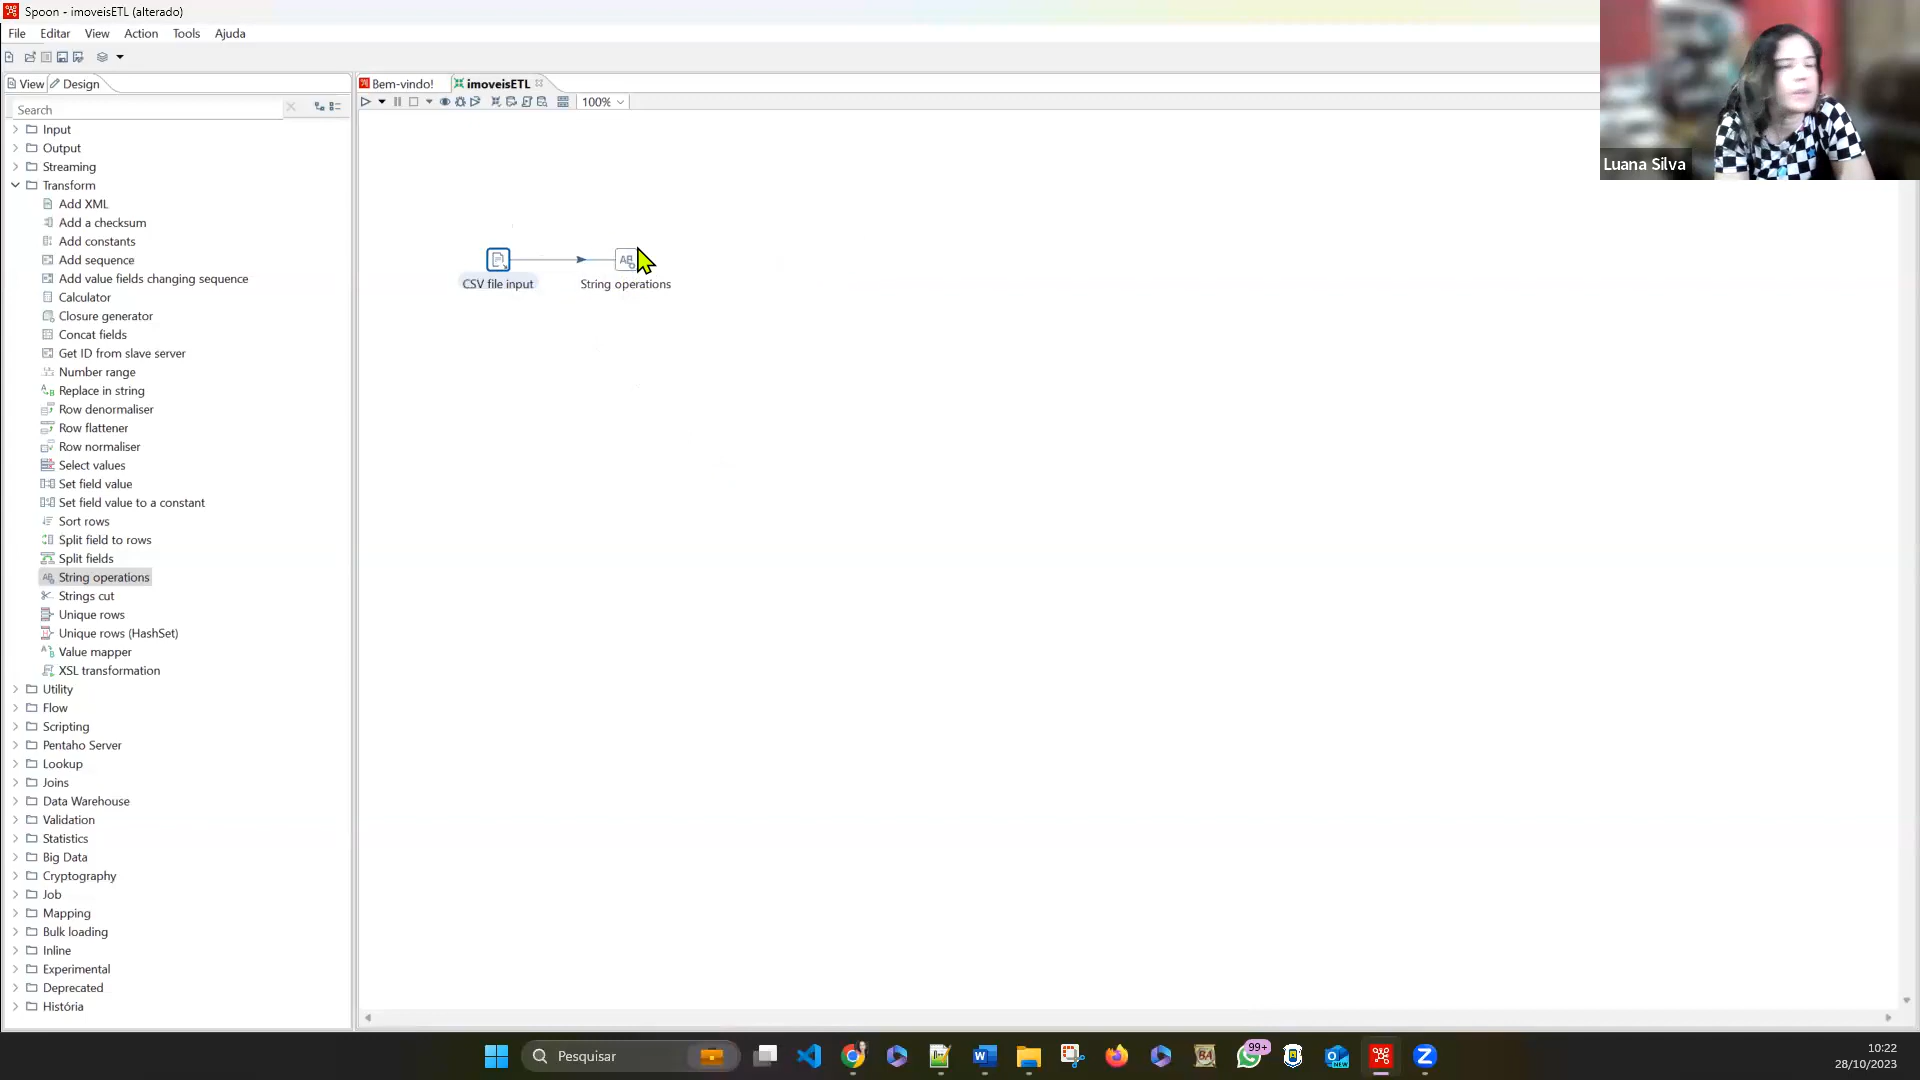 Spoon - imoveisETL (alterado)
File Editar View Action Tools Ajuda
View Design
Bem-vindo! imoveisETL
Search
100%
Luana Silva
Input
Output
Streaming
Transform
Add XML
Add a checksum
Add constants
Add sequence
Add value fields changing sequence
Calculator
Closure generator
Concat fields
Get ID from slave server
Number range
Replace in string
Row denormaliser
Row flattener
Row normaliser
Select values
Set field value
Set field value to a constant
Sort rows
Split field to rows
Split fields
String operations
Strings cut
Unique rows
Unique rows (HashSet)
Value mapper
XSL transformation
Utility
Flow
Scripting
Pentaho Server
Lookup
Joins
Data Warehouse
Validation
Statistics
Big Data
Cryptography
Job
Mapping
Bulk loading
Inline
Experimental
Deprecated
História
CSV file input
String operations
Pesquisar
99+
10:22
28/10/2023